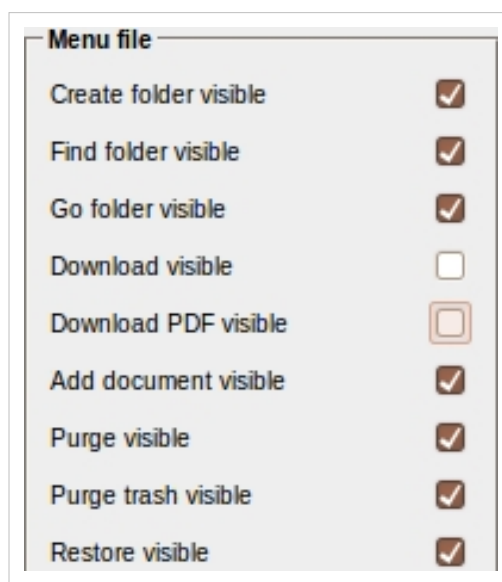 Menu file
Create folder visible
Find folder visible
Go folder visible
Download visible
Download PDF visible
Add document visible
Purge visible
Purge trash visible
Restore visible